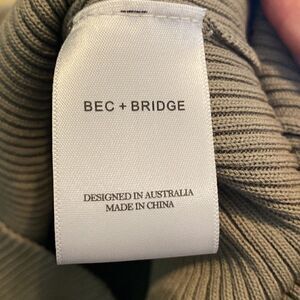 BEC + BRIDGE
DESIGNED IN AUSTRALIA
MADE IN CHINA